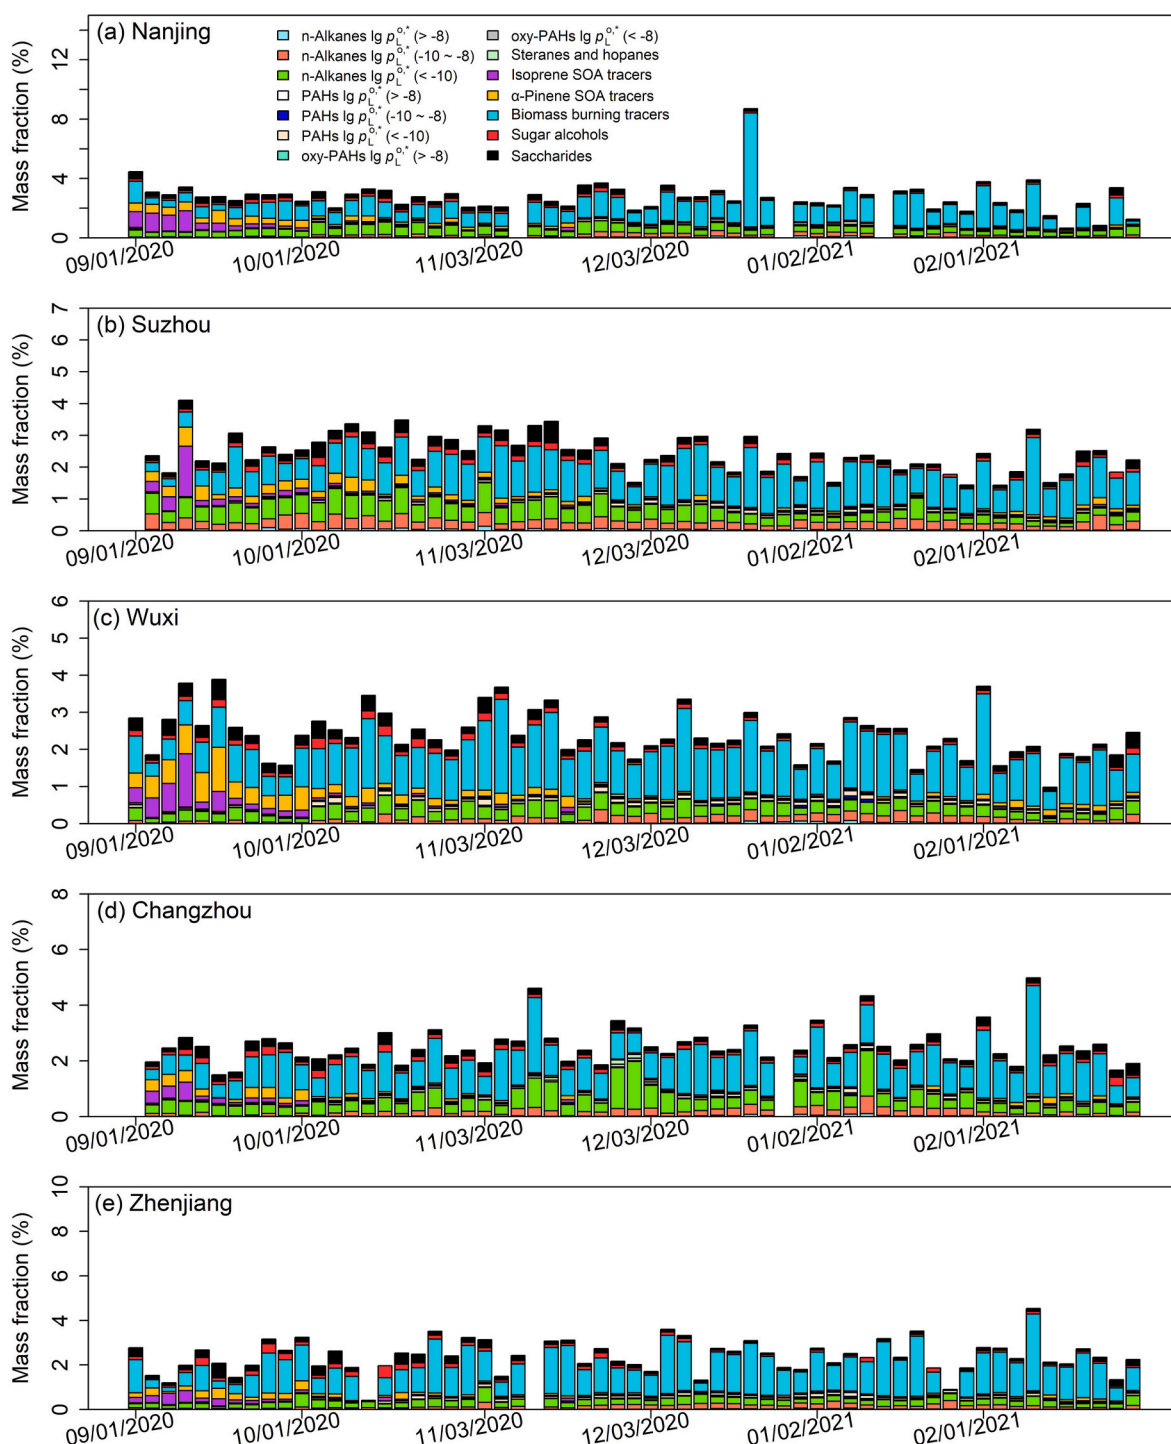 (a) Nanjing
n-Alkanes lg p_L^{o,*} (> -8)
n-Alkanes lg p_L^{o,*} (-10 ~ -8)
n-Alkanes lg p_L^{o,*} (< -10)
PAHs lg p_L^{o,*} (> -8)
PAHs lg p_L^{o,*} (-10 ~ -8)
PAHs lg p_L^{o,*} (< -10)
oxy-PAHs lg p_L^{o,*} (> -8)
oxy-PAHs lg p_L^{o,*} (< -8)
Steranes and hopanes
Isoprene SOA tracers
α-Pinene SOA tracers
Biomass burning tracers
Sugar alcohols
Saccharides
Mass fraction (%)
12
8
4
0
09/01/2020 10/01/2020 11/03/2020 12/03/2020 01/02/2021 02/01/2021
(b) Suzhou
Mass fraction (%)
7
6
5
4
3
2
1
0
09/01/2020 10/01/2020 11/03/2020 12/03/2020 01/02/2021 02/01/2021
(c) Wuxi
Mass fraction (%)
6
5
4
3
2
1
0
09/01/2020 10/01/2020 11/03/2020 12/03/2020 01/02/2021 02/01/2021
(d) Changzhou
Mass fraction (%)
8
6
4
2
0
09/01/2020 10/01/2020 11/03/2020 12/03/2020 01/02/2021 02/01/2021
(e) Zhenjiang
Mass fraction (%)
10
8
6
4
2
0
09/01/2020 10/01/2020 11/03/2020 12/03/2020 01/02/2021 02/01/2021